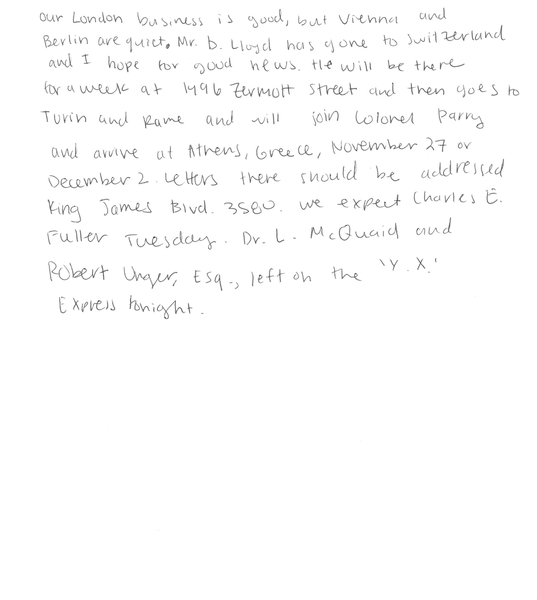 our London business is good, but Vienna and
Berlin are quiet. Mr. D. Lloyd has gone to Switzerland
and I hope for good news. He will be there
for a week at 1496 Zermott Street and then goes to
Turin and Rome and will join Colonel Parry
and arrive at Athens, Greece, November 27 or
December 2. Letters there should be addressed
King James Blvd. 3580. we expect Charles E.
Fuller Tuesday. Dr. L. McQuaid and
Robert Unger, Esq., left on the 'Y. X.'
Express tonight.